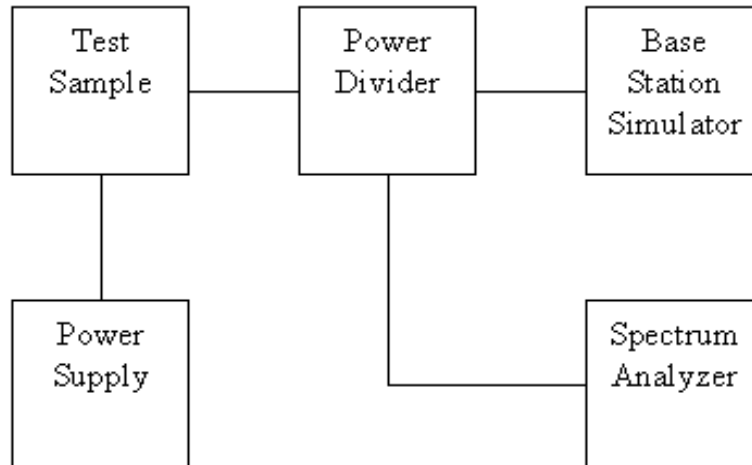 Test
Sample
Power
Divider
Base
Station
Simulator
Power
Supply
Spectrum
Analyzer